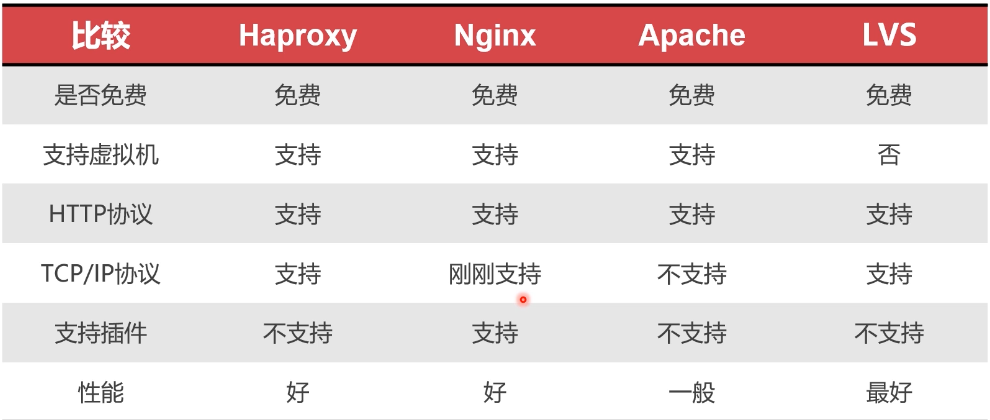 比较 Haproxy Nginx Apache LVS
是否免费 免费 免费 免费 免费
支持虚拟机 支持 支持 支持 否
HTTP协议 支持 支持 支持 支持
TCP/IP协议 支持 刚刚支持 不支持 支持
支持插件 不支持 支持 不支持 不支持
性能 好 好 一般 最好